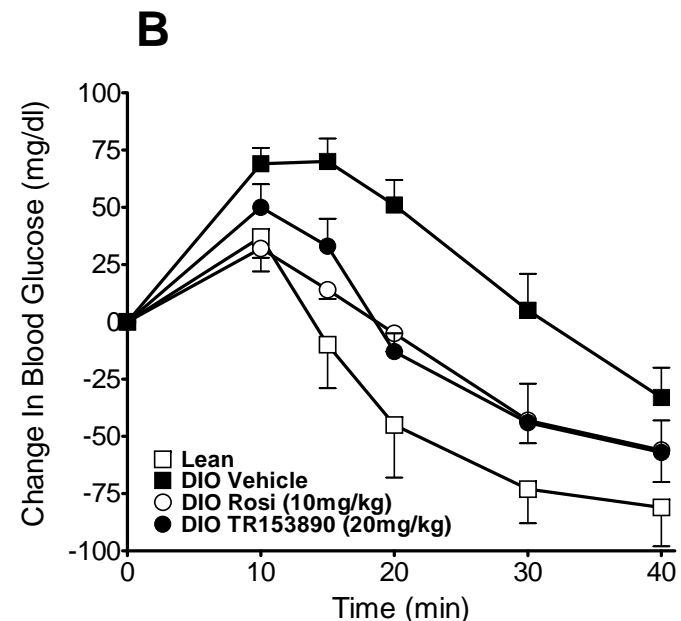 B
Change In Blood Glucose (mg/dl)
100
75
50
25
0
-25
-50
-75
-100
Lean
DIO Vehicle
DIO Rosi (10mg/kg)
DIO TR153890 (20mg/kg)
0 10 20 30 40
Time (min)